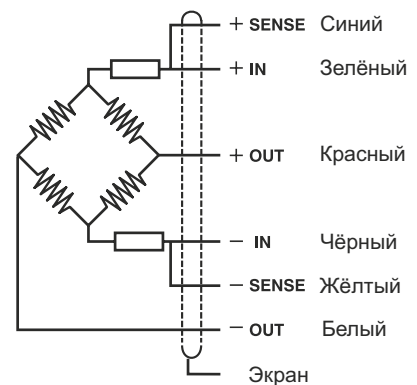 + SENSE Синий
+ IN Зелёный
+ OUT Красный
− IN Чёрный
− SENSE Жёлтый
− OUT Белый
Экран